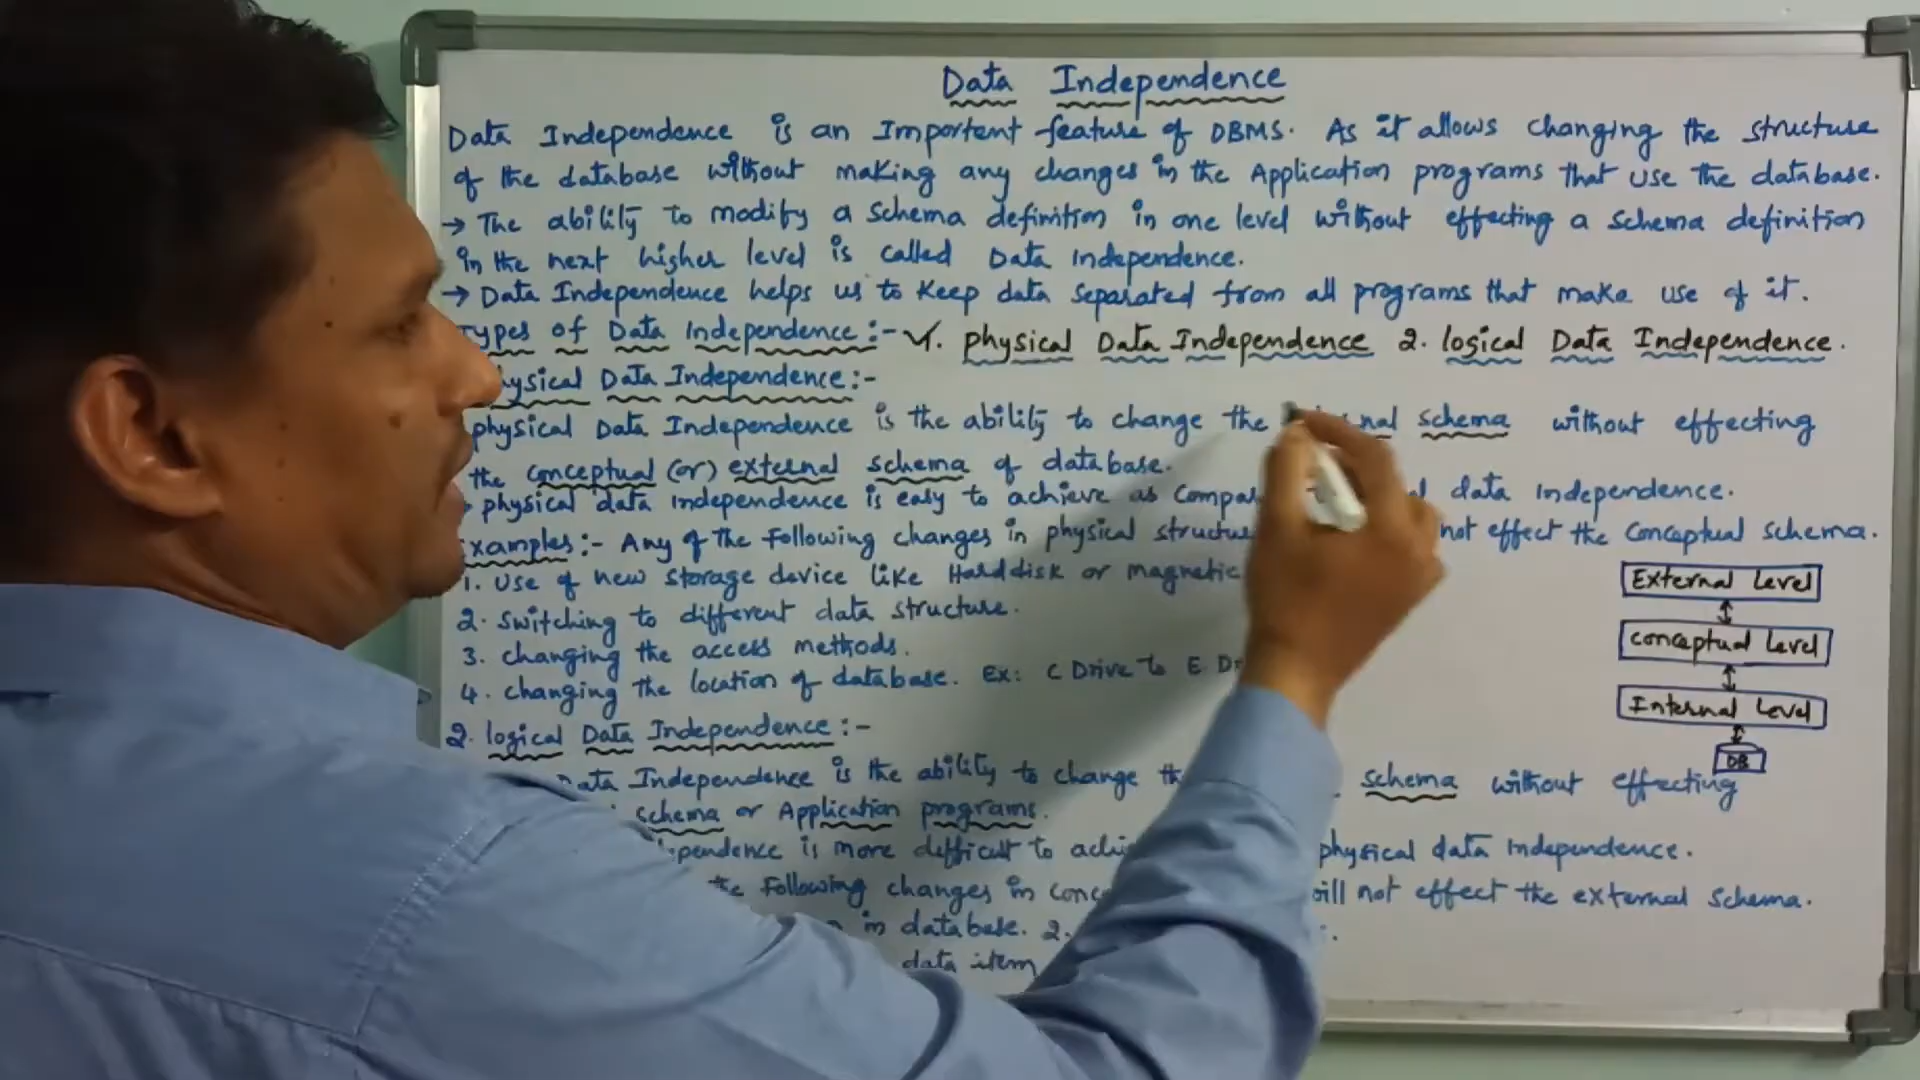 Data Independence
Data Independence is an Important feature of DBMS. As it allows changing the structure
of the database without making any changes in the Application programs that use the database.
→ The ability to modify a schema definition in one level without effecting a schema definition
in the next higher level is called Data Independence.
→ Data Independence helps us to Keep data separated from all programs that make use of it.
Types of Data Independence:- 1. physical Data Independence 2. logical Data Independence.
physical Data Independence:-
physical Data Independence is the ability to change the schema without effecting
the conceptual (or) external schema of database.
physical data independence is easy to achieve as data independence.
Examples:- Any of the following changes in physical not effect the conceptual schema.
1. Use of new storage device like Harddisk or magnetic
2. switching to different data structure.
3. changing the access methods.
4. changing the location of database. Ex: C Drive to E
2. logical Data Independence:-
Data Independence is the ability to change schema without effecting
schema or Application programs.
is more difficult to physical data independence.
following changes in not effect the external schema.
in database. 2.
data item
External Level
conceptual Level
Internal Level
DB